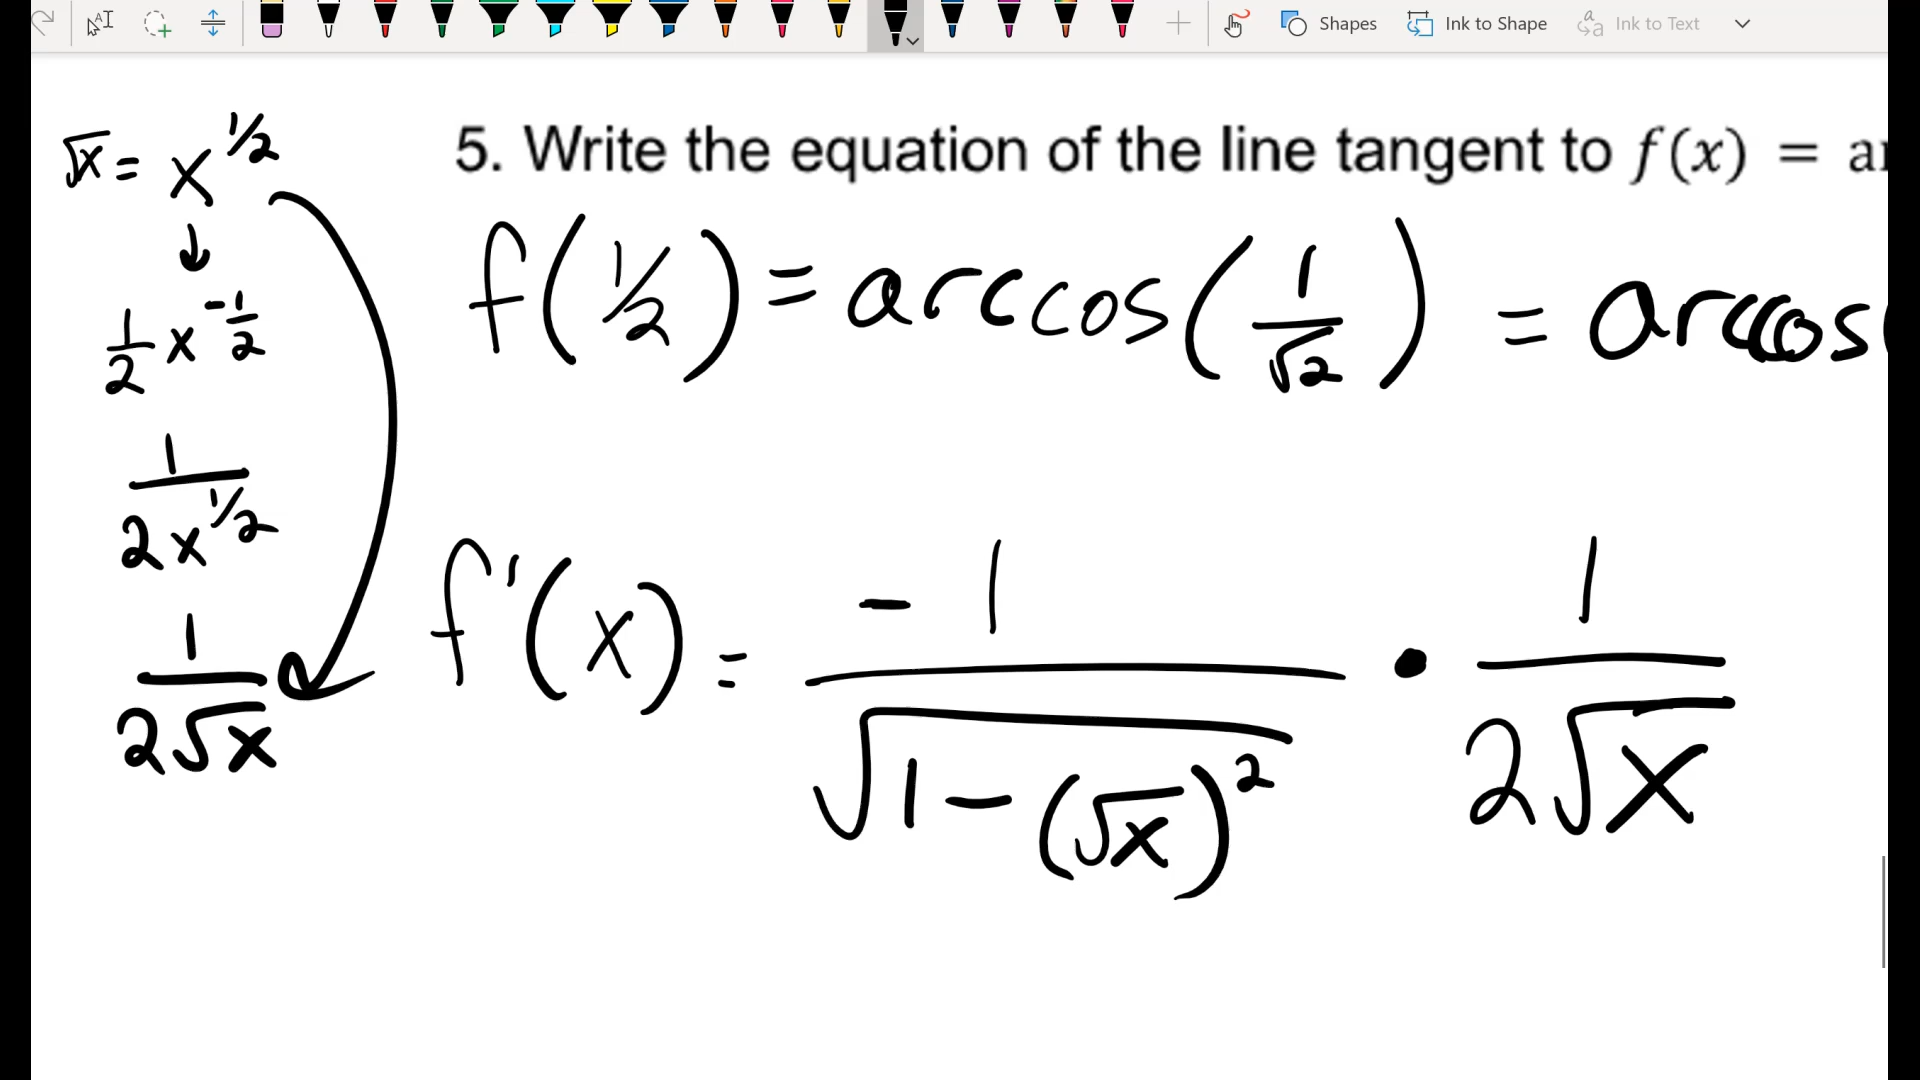 Shapes Ink to Shape Ink to Text
5. Write the equation of the line tangent to f(x) = ar
√x = x^1/2
↓
1/2 x^-1/2
1/2x^1/2
1/2√x
f(1/2) = arccos(1/√2) = arccos(
f'(x) = -1/√1-(√x)² • 1/2√x